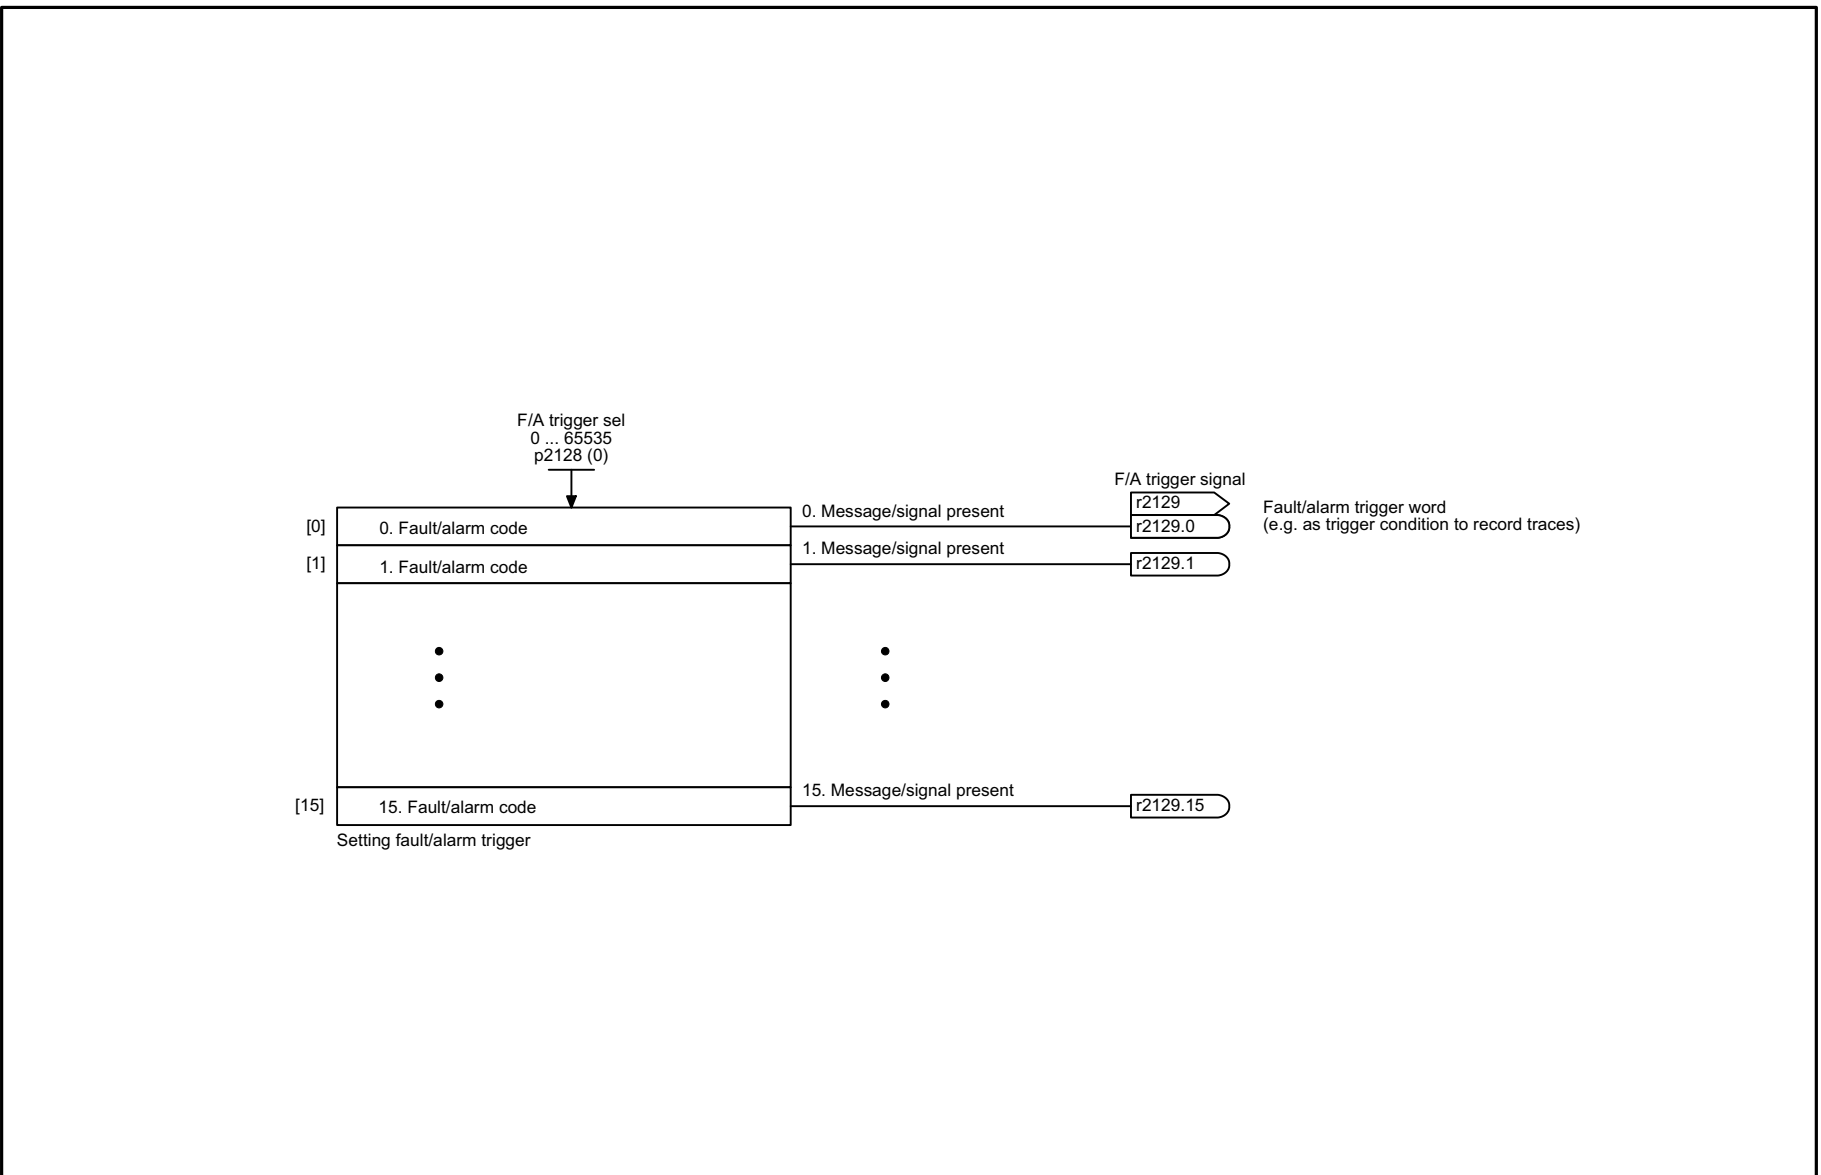 F/A trigger sel
0 ... 65535
p2128 (0)
F/A trigger signal
r2129
Fault/alarm trigger word
(e.g. as trigger condition to record traces)
[0]
0. Fault/alarm code
0. Message/signal present
r2129.0
[1]
1. Fault/alarm code
1. Message/signal present
r2129.1
[15]
15. Fault/alarm code
15. Message/signal present
r2129.15
Setting fault/alarm trigger